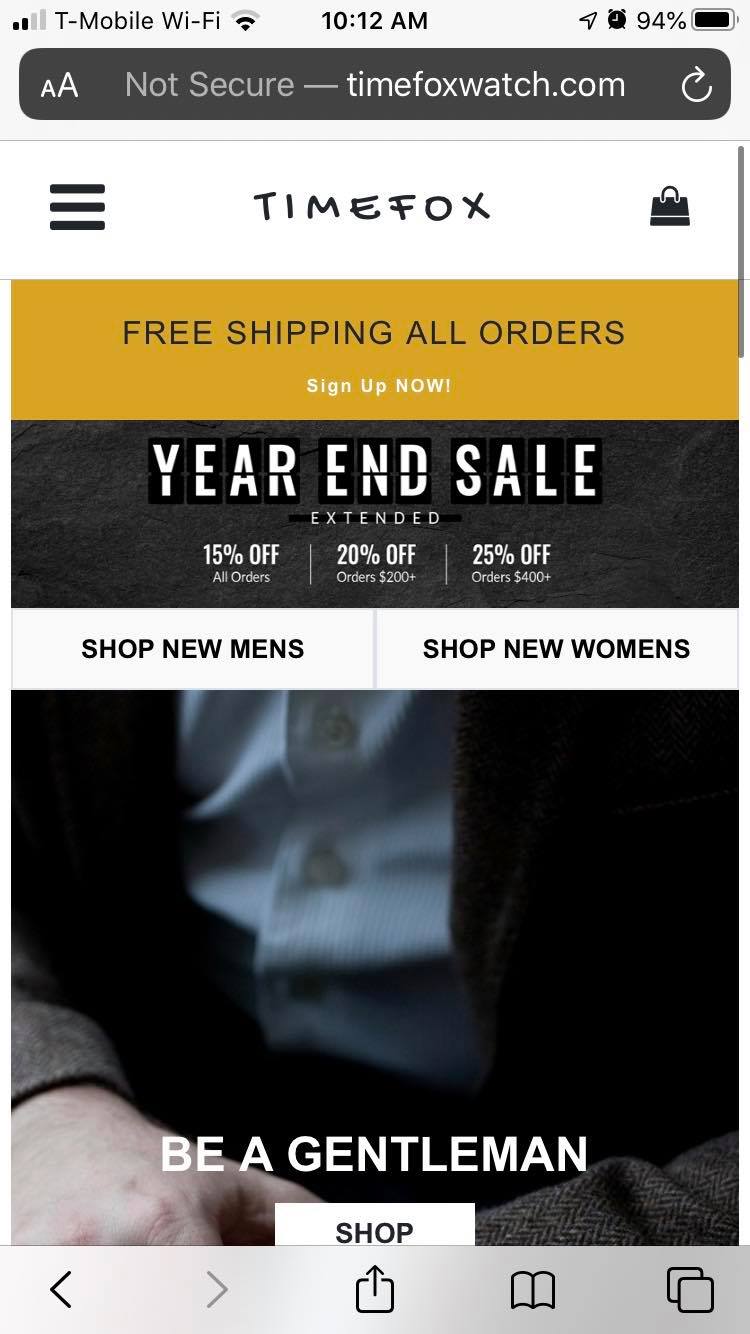 T-Mobile Wi-Fi 10:12 AM 94%
AA Not Secure — timefoxwatch.com
TIMEFOX
FREE SHIPPING ALL ORDERS
Sign Up NOW!
YEAR END SALE
EXTENDED
15% OFF 20% OFF 25% OFF
All Orders Orders $200+ Orders $400+
SHOP NEW MENS SHOP NEW WOMENS
BE A GENTLEMAN
SHOP